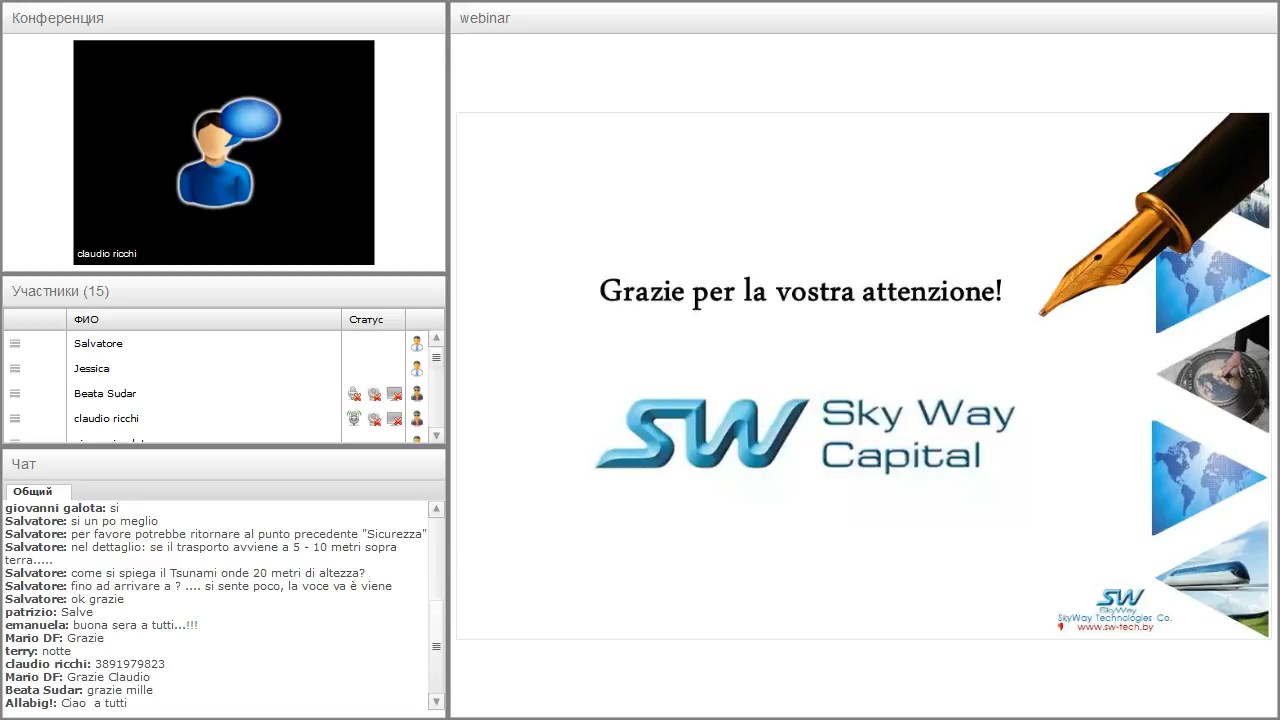 Конференция
claudio ricchi
Участники (15)
ФИО
Статус
Salvatore
Jessica
Beata Sudar
claudio ricchi
Чат
Общий
giovanni galota: si
Salvatore: si un po meglio
Salvatore: per favore potrebbe ritornare al punto precedente "Sicurezza"
Salvatore: nel dettaglio: se il trasporto avviene a 5 - 10 metri sopra
terra.....
Salvatore: come si spiega il Tsunami onde 20 metri di altezza?
Salvatore: fino ad arrivare a ? .... si sente poco, la voce va è viene
Salvatore: ok grazie
patrizio: Salve
emanuela: buona sera a tutti...!!!
Mario DF: Grazie
terry: notte
claudio ricchi: 3891979823
Mario DF: Grazie Claudio
Beata Sudar: grazie mille
Allabig!: Ciao  a tutti
webinar
Grazie per la vostra attenzione!
SW Sky Way
Capital
SW
SkyWay
SkyWay Technologies Co.
www.sw-tech.by